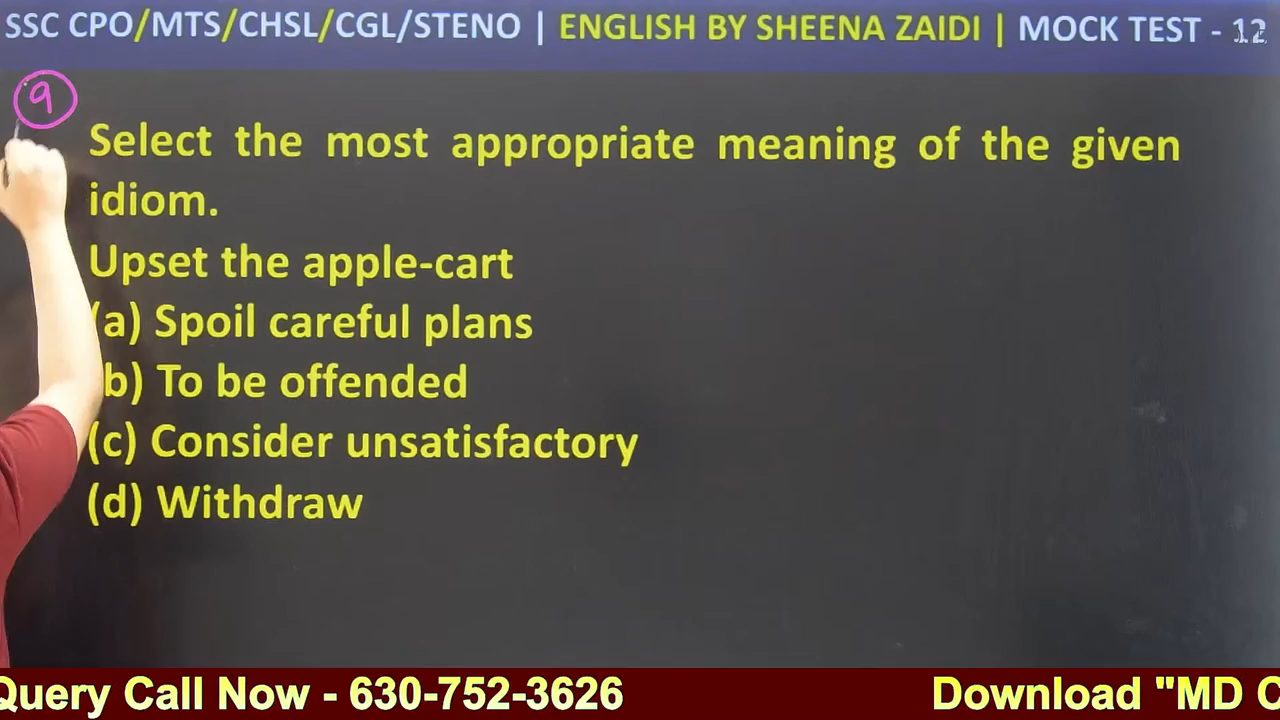 SSC CPO/MTS/CHSL/CGL/STENO | ENGLISH BY SHEENA ZAIDI | MOCK TEST - 12
9
Select the most appropriate meaning of the given
idiom.
Upset the apple-cart
(a) Spoil careful plans
b) To be offended
(c) Consider unsatisfactory
(d) Withdraw
Query Call Now - 630-752-3626 Download "MD C